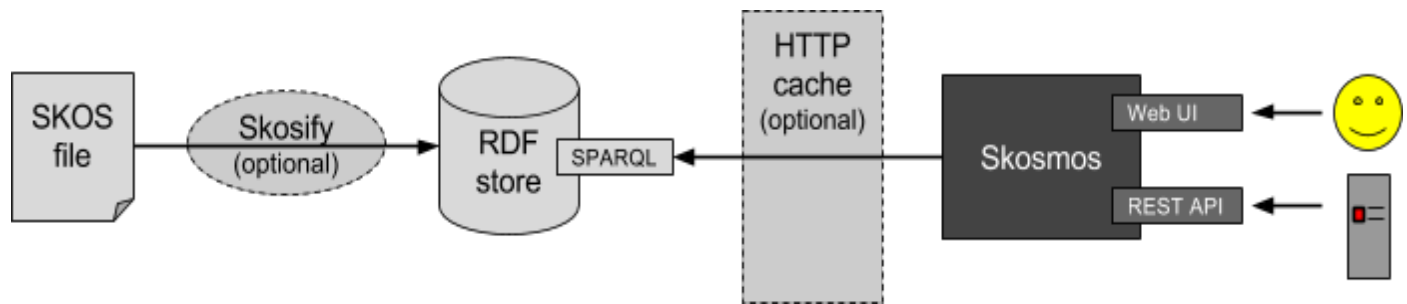 SKOS
file
Skosify
(optional)
RDF
store
SPARQL
HTTP
cache
(optional)
Skosmos
Web UI
REST API